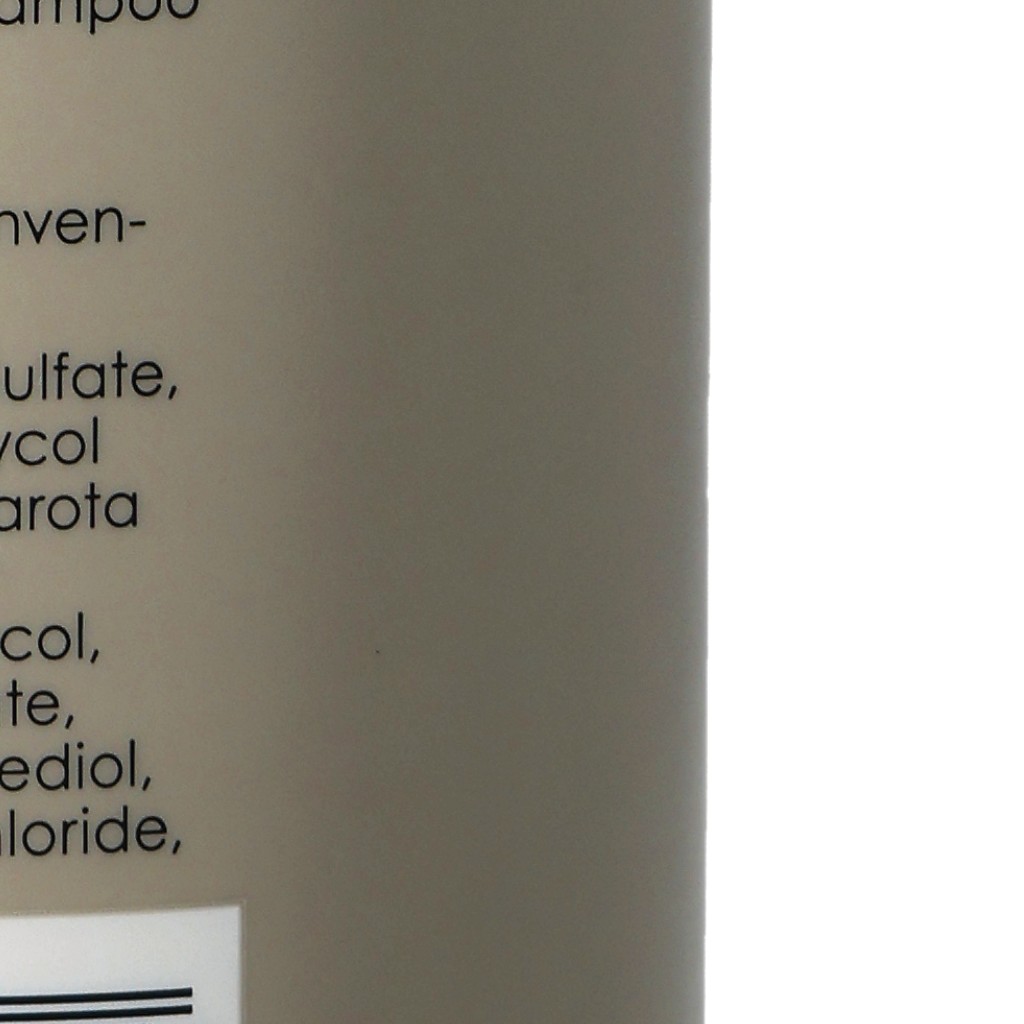 ampoo
nven-
ulfate,
ycol
arota
col,
te,
ediol,
loride,